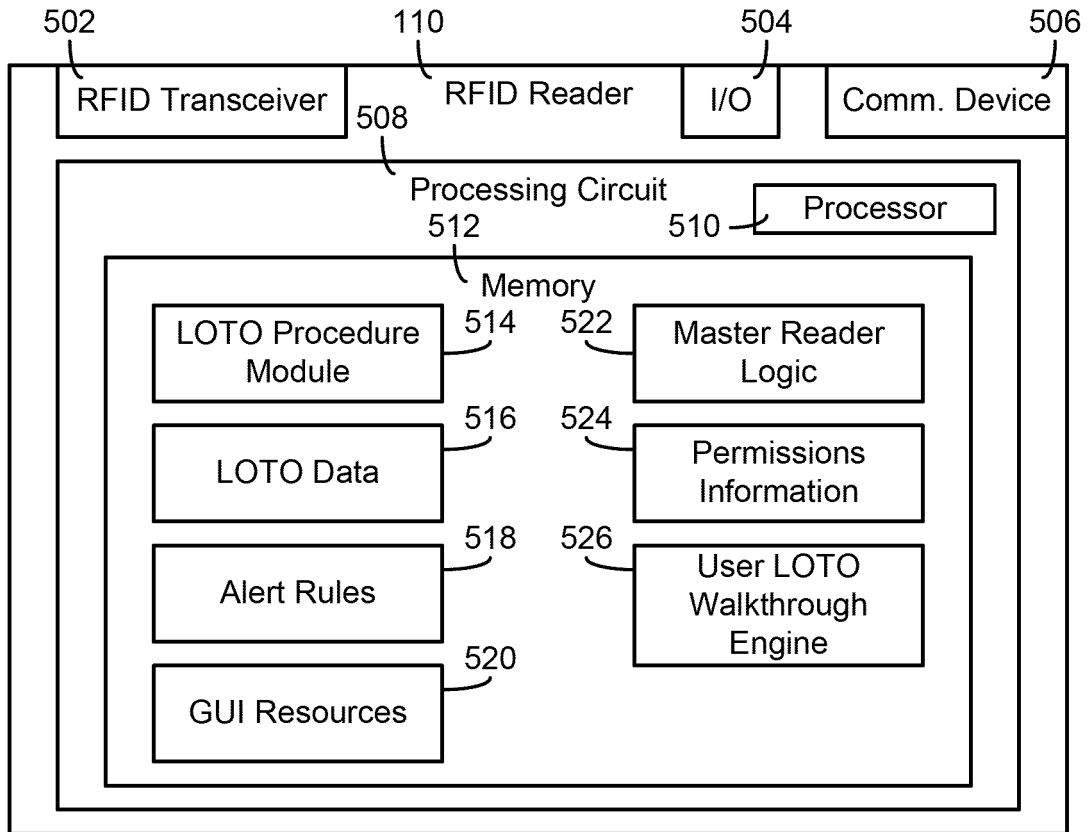 502
110
504
506
RFID Transceiver
RFID Reader
I/O
Comm. Device
508
Processing Circuit
510
Processor
512
Memory
LOTO Procedure
Module
514
522
Master Reader
Logic
LOTO Data
516
524
Permissions
Information
Alert Rules
518
526
User LOTO
Walkthrough
Engine
GUI Resources
520